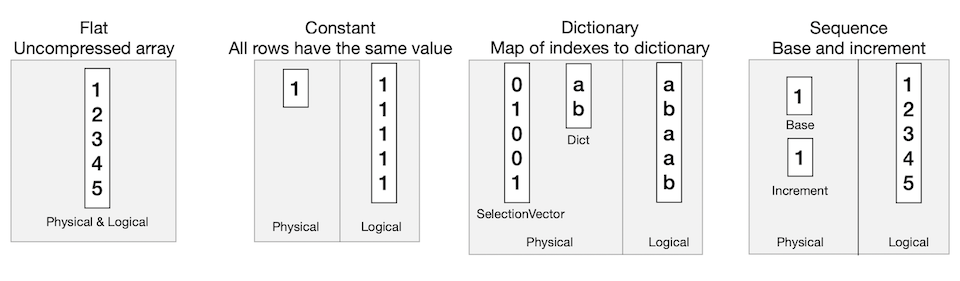 Flat
Uncompressed array
1
2
3
4
5
Physical & Logical
Constant
All rows have the same value
1
1
1
1
1
1
Physical
Logical
Dictionary
Map of indexes to dictionary
0
1
0
0
1
SelectionVector
a
b
Dict
Physical
a
b
a
a
b
Logical
Sequence
Base and increment
1
Base
1
Increment
Physical
1
2
3
4
5
Logical